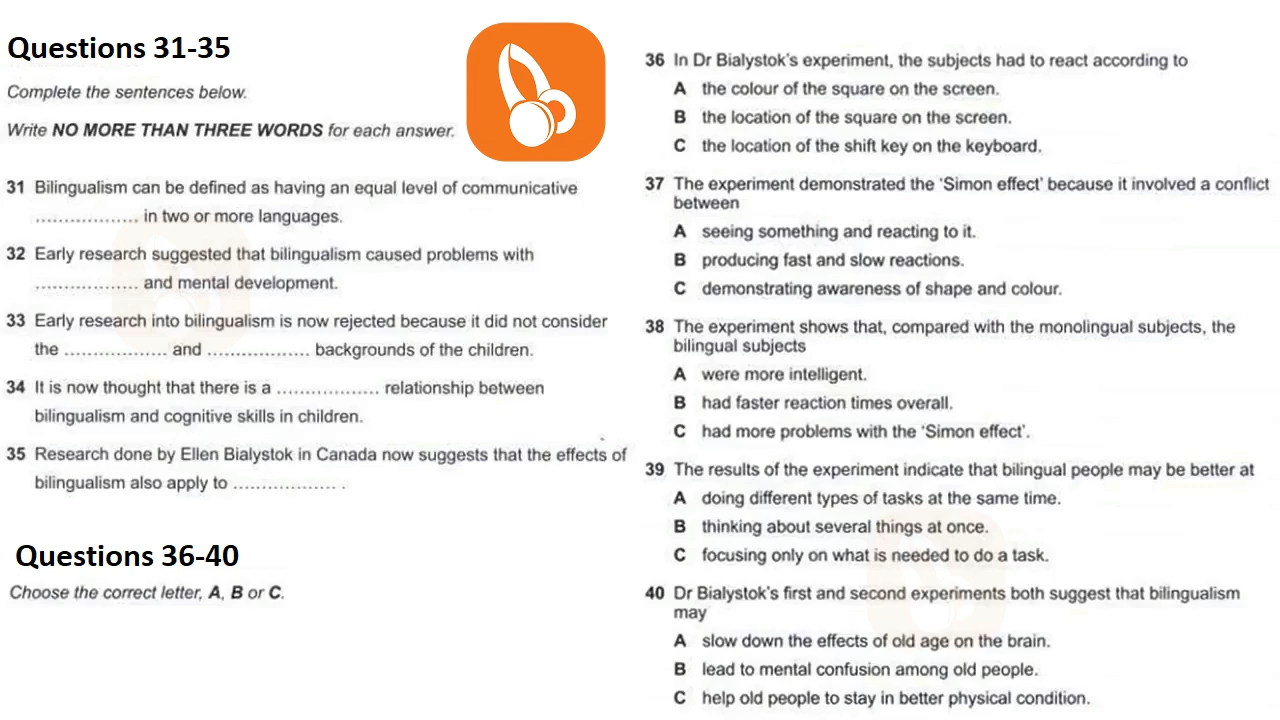 Questions 31-35
Complete the sentences below.
Write NO MORE THAN THREE WORDS for each answer.
31 Bilingualism can be defined as having an equal level of communicative
.................. in two or more languages.
32 Early research suggested that bilingualism caused problems with
.................. and mental development.
33 Early research into bilingualism is now rejected because it did not consider
the .................. and .................. backgrounds of the children.
34 It is now thought that there is a .................. relationship between
bilingualism and cognitive skills in children.
35 Research done by Ellen Bialystok in Canada now suggests that the effects of
bilingualism also apply to .................. .
Questions 36-40
Choose the correct letter, A, B or C.
36 In Dr Bialystok's experiment, the subjects had to react according to
A the colour of the square on the screen.
B the location of the square on the screen.
C the location of the shift key on the keyboard.
37 The experiment demonstrated the 'Simon effect' because it involved a conflict
between
A seeing something and reacting to it.
B producing fast and slow reactions.
C demonstrating awareness of shape and colour.
38 The experiment shows that, compared with the monolingual subjects, the
bilingual subjects
A were more intelligent.
B had faster reaction times overall.
C had more problems with the 'Simon effect'.
39 The results of the experiment indicate that bilingual people may be better at
A doing different types of tasks at the same time.
B thinking about several things at once.
C focusing only on what is needed to do a task.
40 Dr Bialystok's first and second experiments both suggest that bilingualism
may
A slow down the effects of old age on the brain.
B lead to mental confusion among old people.
C help old people to stay in better physical condition.